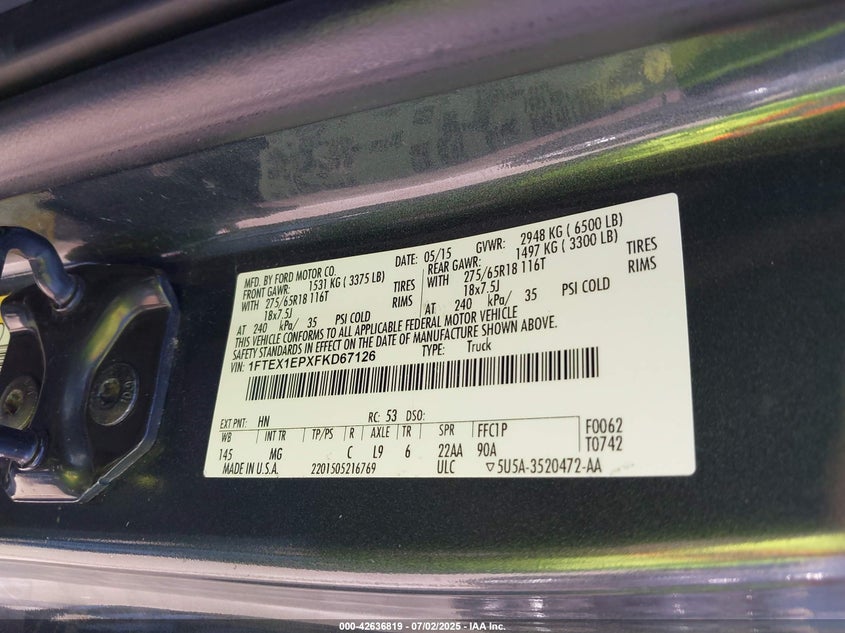 MFD. BY FORD MOTOR CO.
DATE: 05/15 GVWR: 2948 KG ( 6500 LB)
FRONT GAWR: 1531 KG ( 3375 LB)
REAR GAWR: 1497 KG ( 3300 LB)
WITH 275/65R18 116T TIRES
WITH 275/65R18 116T TIRES
18x7.5J RIMS
18x7.5J RIMS
AT 240 kPa/ 35 PSI COLD
AT 240 kPa/ 35 PSI COLD
THIS VEHICLE CONFORMS TO ALL APPLICABLE FEDERAL MOTOR VEHICLE
SAFETY STANDARDS IN EFFECT ON THE DATE OF MANUFACTURE SHOWN ABOVE.
VIN: 1FTEX1EPXFKD67126 TYPE: Truck
EXT PNT: HN RC: 53 DSO:
WB INT TR TP/PS R AXLE TR SPR FFC1P F0062
145 MG C L9 6 22AA 90A T0742
MADE IN U.S.A. 2201505216769 ULC ▽5U5A-3520472-AA
000-42636819 - 07/02/2025 - IAA Inc.